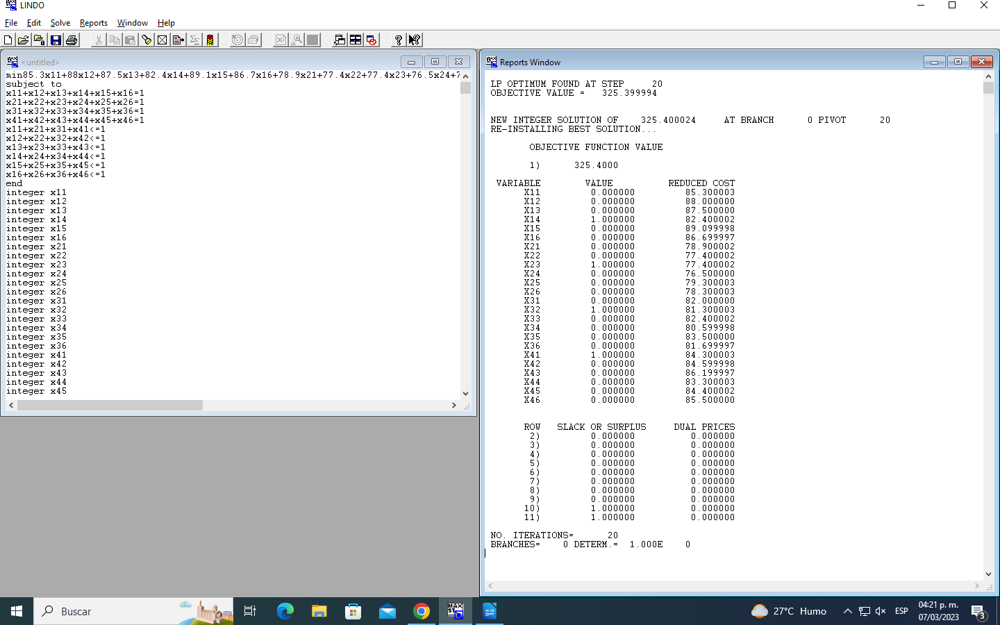 LINDO
File Edit Solve Reports Window Help
<untitled>
min85.3x11+88x12+87.5x13+82.4x14+89.1x15+86.7x16+78.9x21+77.4x22+77.4x23+76.5x24+7
subject to
x11+x12+x13+x14+x15+x16=1
x21+x22+x23+x24+x25+x26=1
x31+x32+x33+x34+x35+x36=1
x41+x42+x43+x44+x45+x46=1
x11+x21+x31+x41<=1
x12+x22+x32+x42<=1
x13+x23+x33+x43<=1
x14+x24+x34+x44<=1
x15+x25+x35+x45<=1
x16+x26+x36+x46<=1
end
integer x11
integer x12
integer x13
integer x14
integer x15
integer x16
integer x21
integer x22
integer x23
integer x24
integer x25
integer x26
integer x31
integer x32
integer x33
integer x34
integer x35
integer x36
integer x41
integer x42
integer x43
integer x44
integer x45
Reports Window
LP OPTIMUM FOUND AT STEP 20
OBJECTIVE VALUE = 325.399994
NEW INTEGER SOLUTION OF 325.400024 AT BRANCH 0 PIVOT 20
RE-INSTALLING BEST SOLUTION...
OBJECTIVE FUNCTION VALUE
1) 325.4000
VARIABLE VALUE REDUCED COST
X11 0.000000 85.300003
X12 0.000000 88.000000
X13 0.000000 87.500000
X14 1.000000 82.400002
X15 0.000000 89.099998
X16 0.000000 86.699997
X21 0.000000 78.900002
X22 0.000000 77.400002
X23 1.000000 77.400002
X24 0.000000 76.500000
X25 0.000000 79.300003
X26 0.000000 78.300003
X31 0.000000 82.000000
X32 1.000000 81.300003
X33 0.000000 82.400002
X34 0.000000 80.599998
X35 0.000000 83.500000
X36 0.000000 81.699997
X41 1.000000 84.300003
X42 0.000000 84.599998
X43 0.000000 86.199997
X44 0.000000 83.300003
X45 0.000000 84.400002
X46 0.000000 85.500000
ROW SLACK OR SURPLUS DUAL PRICES
2) 0.000000 0.000000
3) 0.000000 0.000000
4) 0.000000 0.000000
5) 0.000000 0.000000
6) 0.000000 0.000000
7) 0.000000 0.000000
8) 0.000000 0.000000
9) 0.000000 0.000000
10) 1.000000 0.000000
11) 1.000000 0.000000
NO. ITERATIONS= 20
BRANCHES= 0 DETERM.= 1.000E 0
Buscar
27°C Humo
ESP
04:21 p. m.
07/03/2023
3